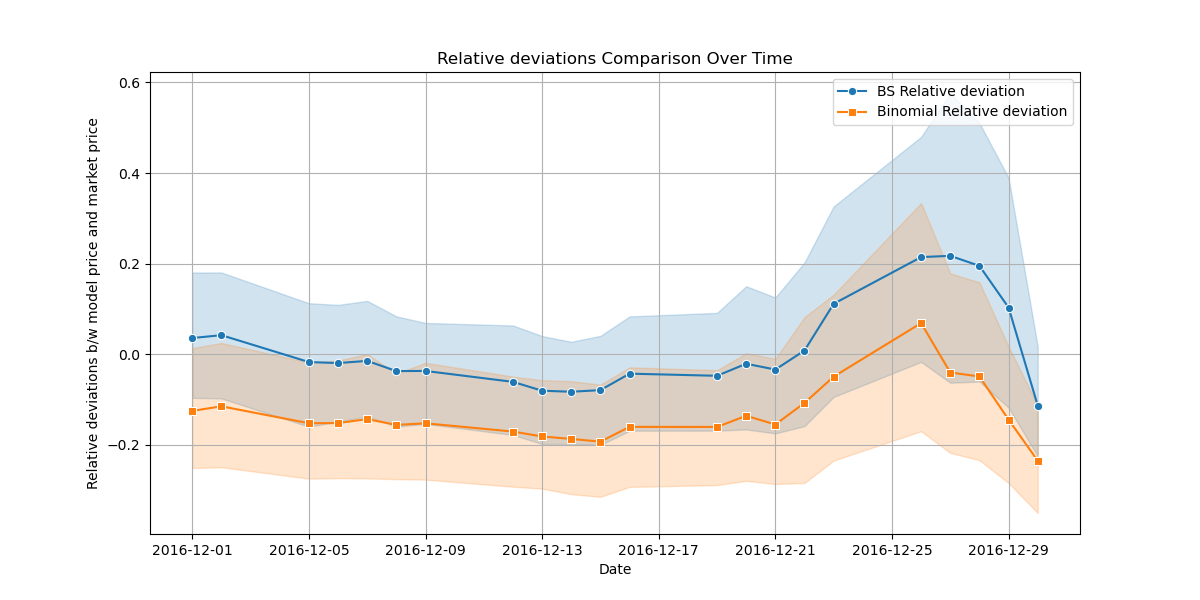 Relative deviations Comparison Over Time
BS Relative deviation
Binomial Relative deviation
Relative deviations b/w model price and market price
0.6
0.4
0.2
0.0
−0.2
2016-12-01 2016-12-05 2016-12-09 2016-12-13 2016-12-17 2016-12-21 2016-12-25 2016-12-29
Date